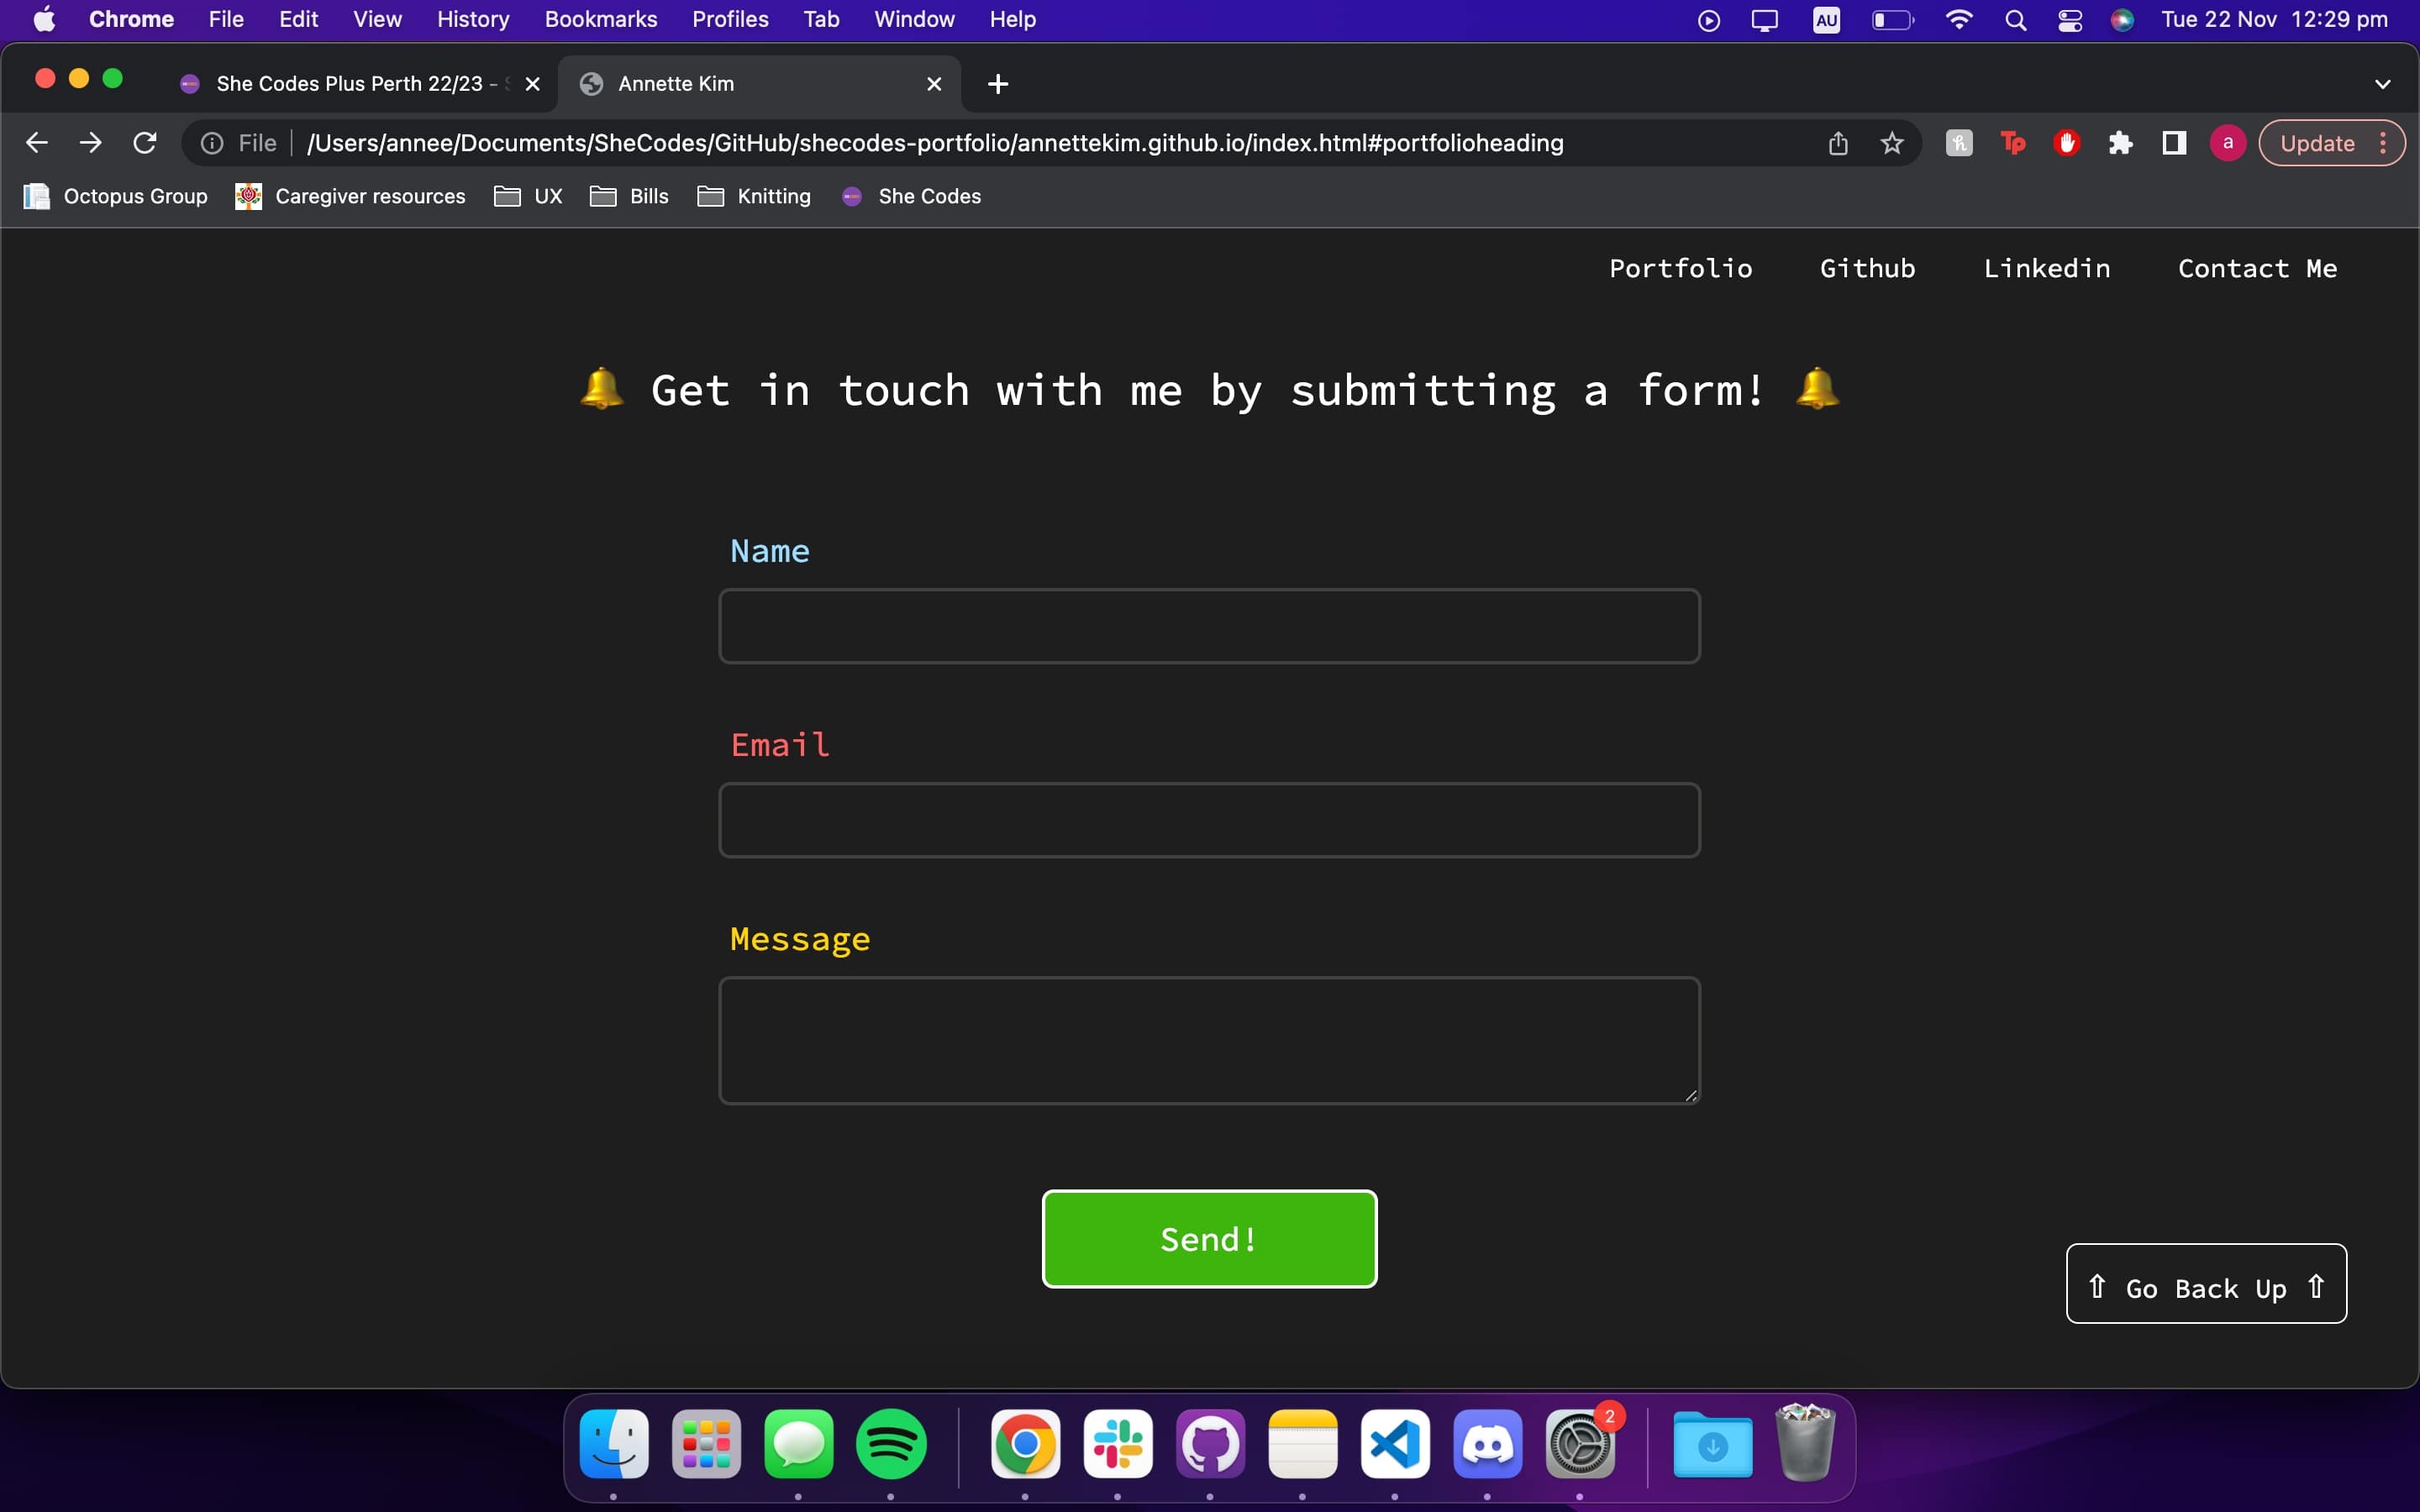 Chrome File Edit View History Bookmarks Profiles Tab Window Help AU Tue 22 Nov 12:29 pm
She Codes Plus Perth 22/23 - Annette Kim
File /Users/annee/Documents/SheCodes/GitHub/shecodes-portfolio/annettekim.github.io/index.html#portfolioheading Tp a Update
Octopus Group Caregiver resources UX Bills Knitting She Codes
Portfolio Github Linkedin Contact Me
🔔 Get in touch with me by submitting a form! 🔔
Name
Email
Message
Send!
⇧ Go Back Up ⇧
2